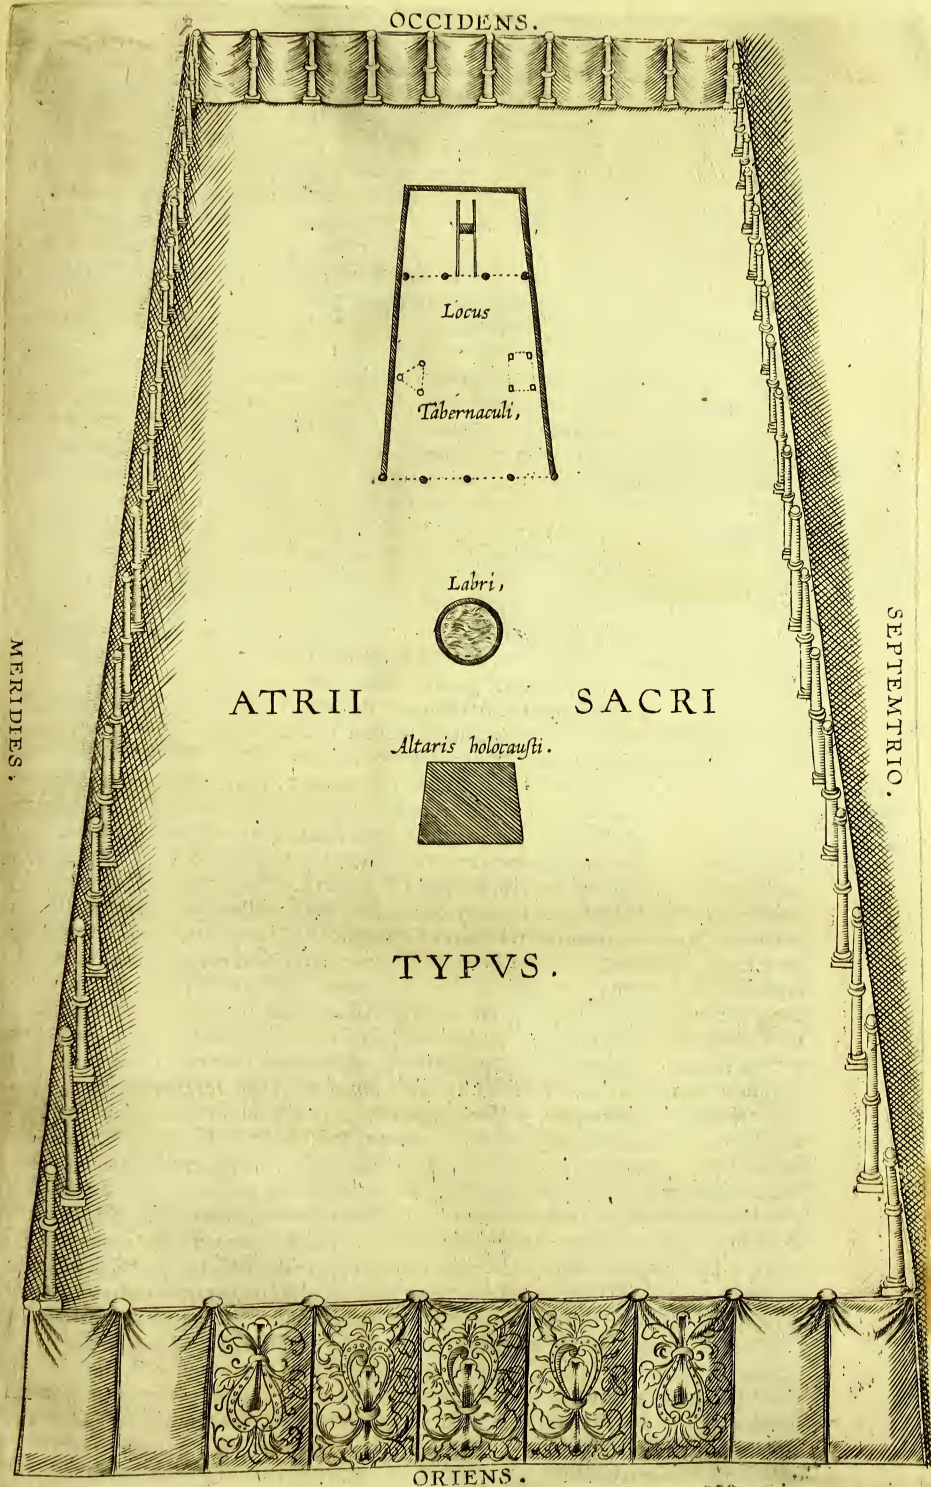 OCCIDENS.
Locus
Tabernaculi,
Labri,
MERIDIES.
ATRII SACRI
SEPTEMTRIO.
Altaris holocauſti.
TYPVS.
ORIENS.